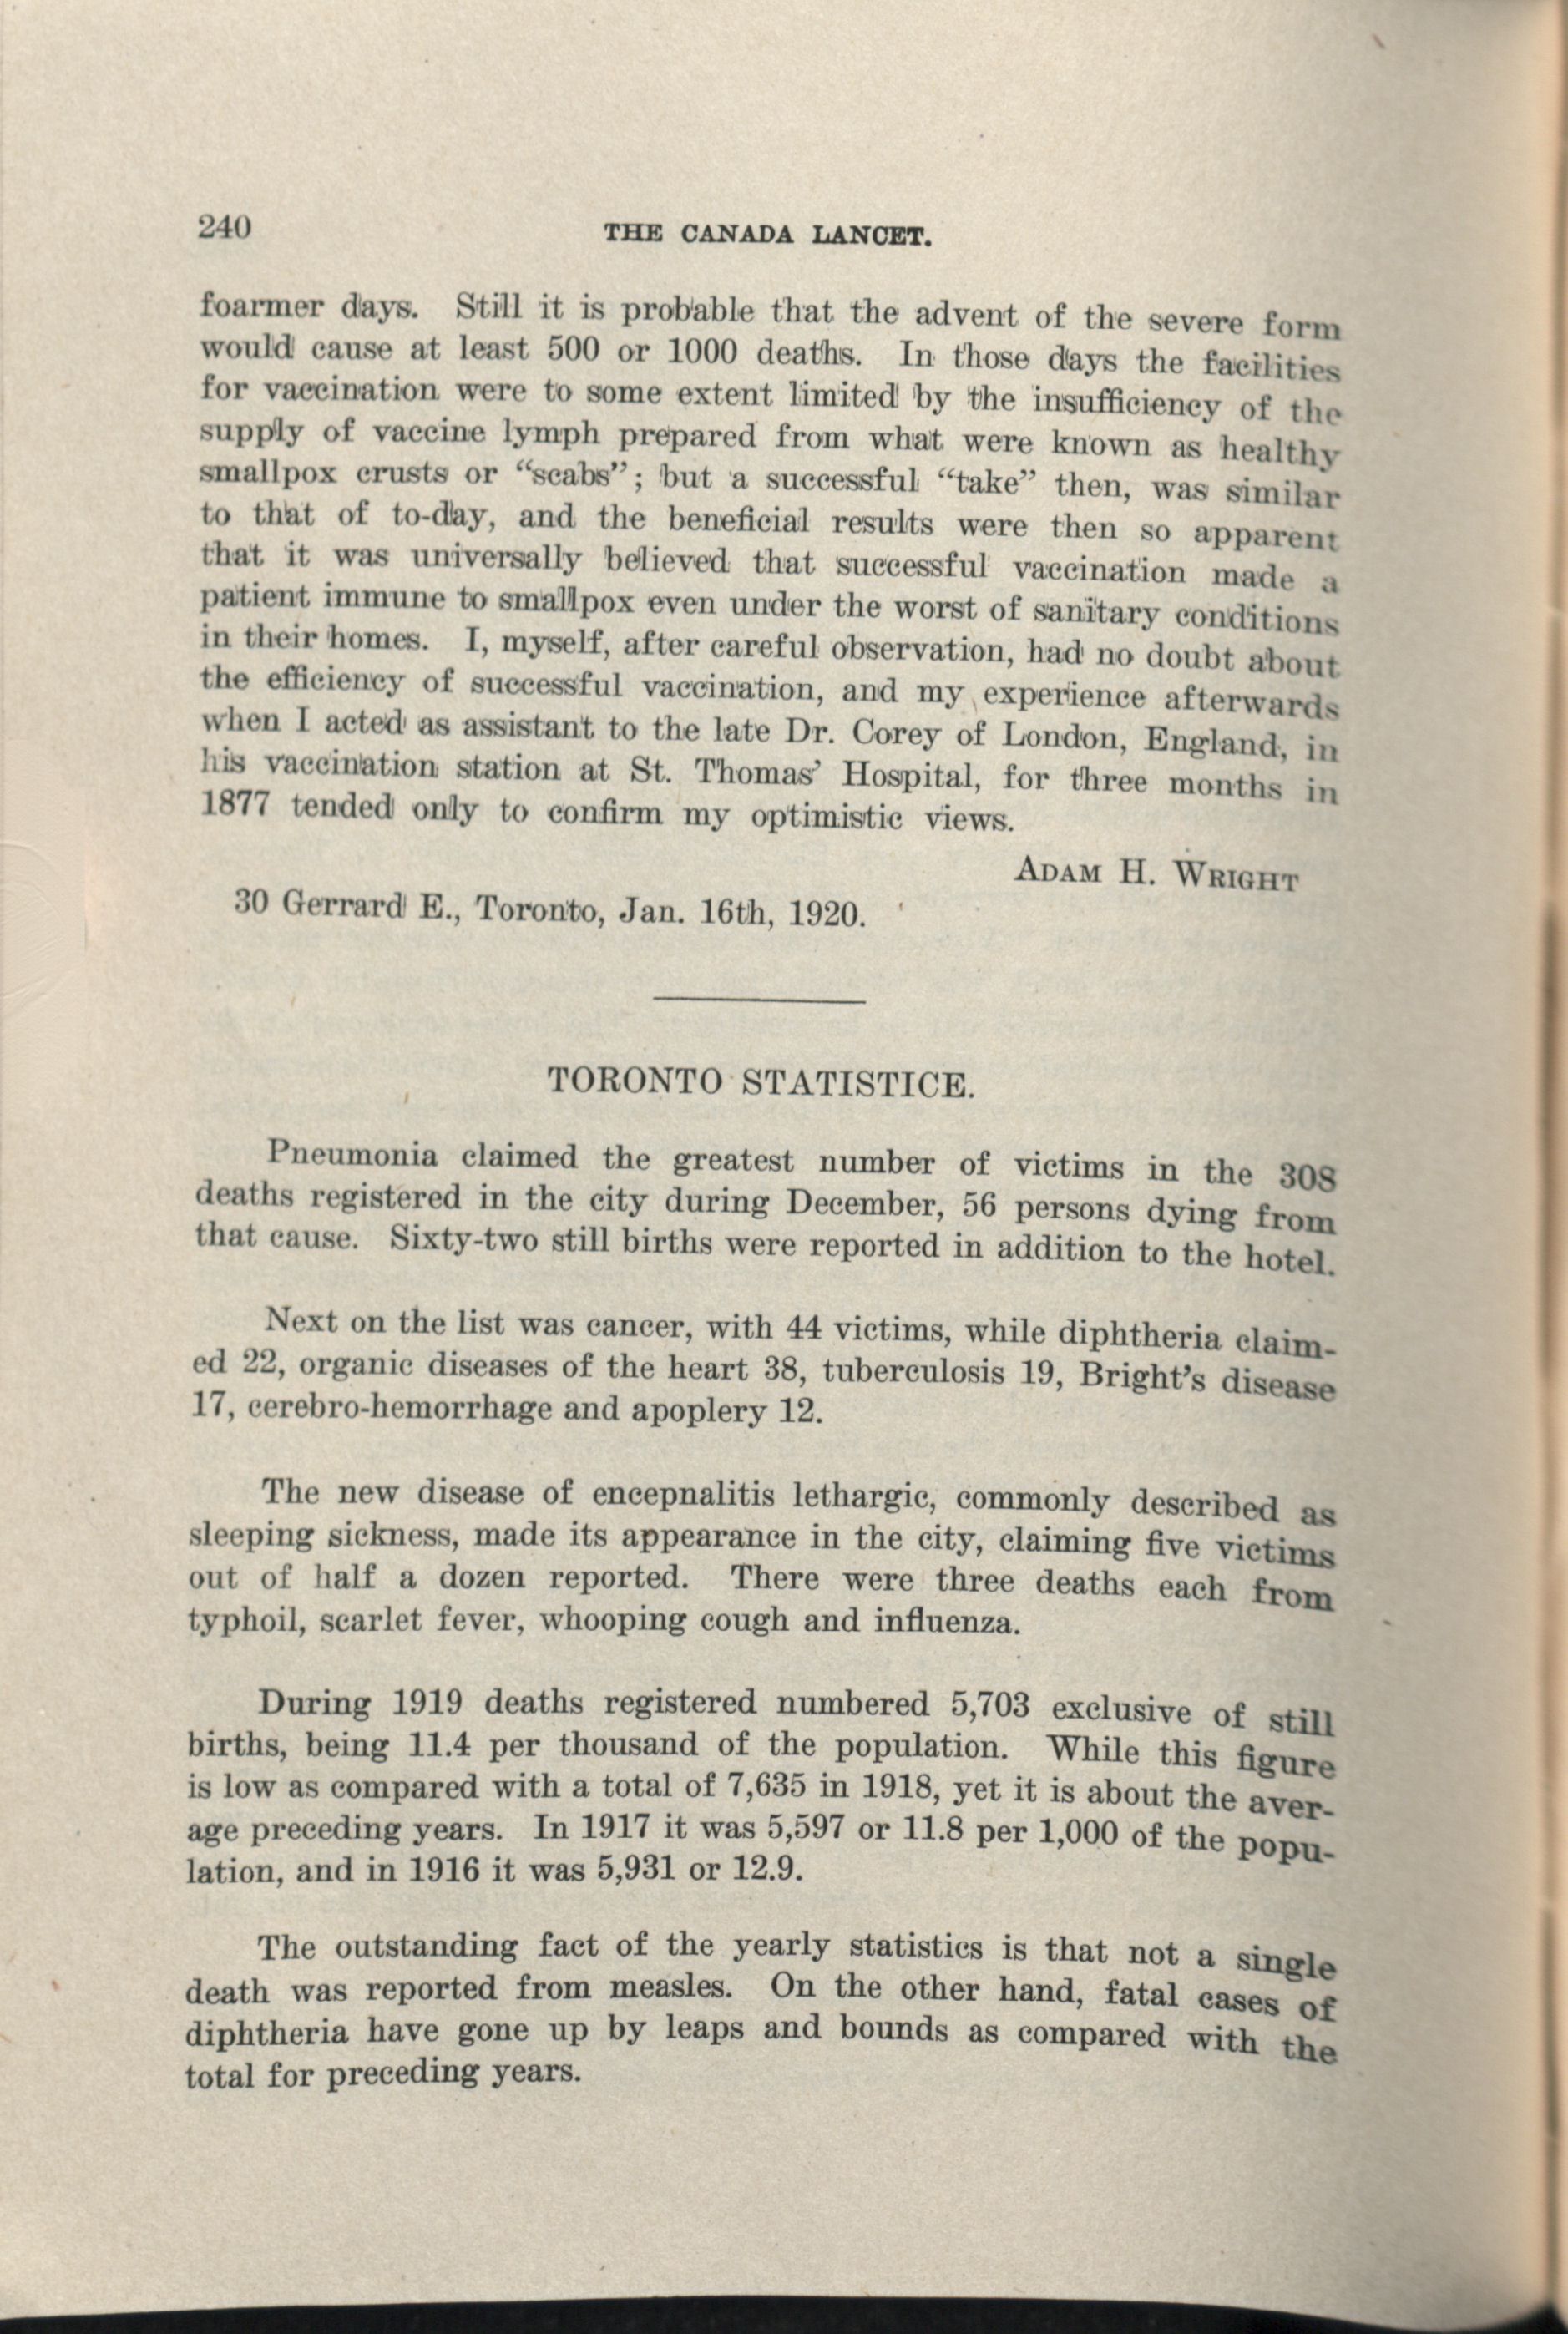 240
THE CANADA LANCET.
foarmer days. Still it is probable that the advent of the severe form
would cause at least 500 or 1000 deaths. In those days the facilities
for vaccination were to some extent limited by the insufficiency of the
supply of vaccine lymph prepared from what were known as healthy
smallpox crusts or “scabs”; but a successful “take” then, was similar
to that of to-day, and the beneficial results were then so apparent
that it was universally believed that successful vaccination made a
patient immune to smallpox even under the worst of sanitary conditions
in their homes. I, myself, after careful observation, had no doubt about
the efficiency of successful vaccination, and my experience afterwards
when I acted as assistant to the late Dr. Corey of London, England, in
his vaccination station at St. Thomas’ Hospital, for three months in
1877 tended only to confirm my optimistic views.
ADAM H. WRIGHT
30 Gerrard E., Toronto, Jan. 16th, 1920.
TORONTO STATISTICE.
Pneumonia claimed the greatest number of victims in the 308
deaths registered in the city during December, 56 persons dying from
that cause. Sixty-two still births were reported in addition to the hotel.
Next on the list was cancer, with 44 victims, while diphtheria claim-
ed 22, organic diseases of the heart 38, tuberculosis 19, Bright’s disease
17, cerebro-hemorrhage and apoplery 12.
The new disease of encepnalitis lethargic, commonly described as
sleeping sickness, made its appearance in the city, claiming five victims
out of half a dozen reported. There were three deaths each from
typhoil, scarlet fever, whooping cough and influenza.
During 1919 deaths registered numbered 5,703 exclusive of still
births, being 11.4 per thousand of the population. While this figure
is low as compared with a total of 7,635 in 1918, yet it is about the aver-
age preceding years. In 1917 it was 5,597 or 11.8 per 1,000 of the popu-
lation, and in 1916 it was 5,931 or 12.9.
The outstanding fact of the yearly statistics is that not a single
death was reported from measles. On the other hand, fatal cases of
diphtheria have gone up by leaps and bounds as compared with the
total for preceding years.